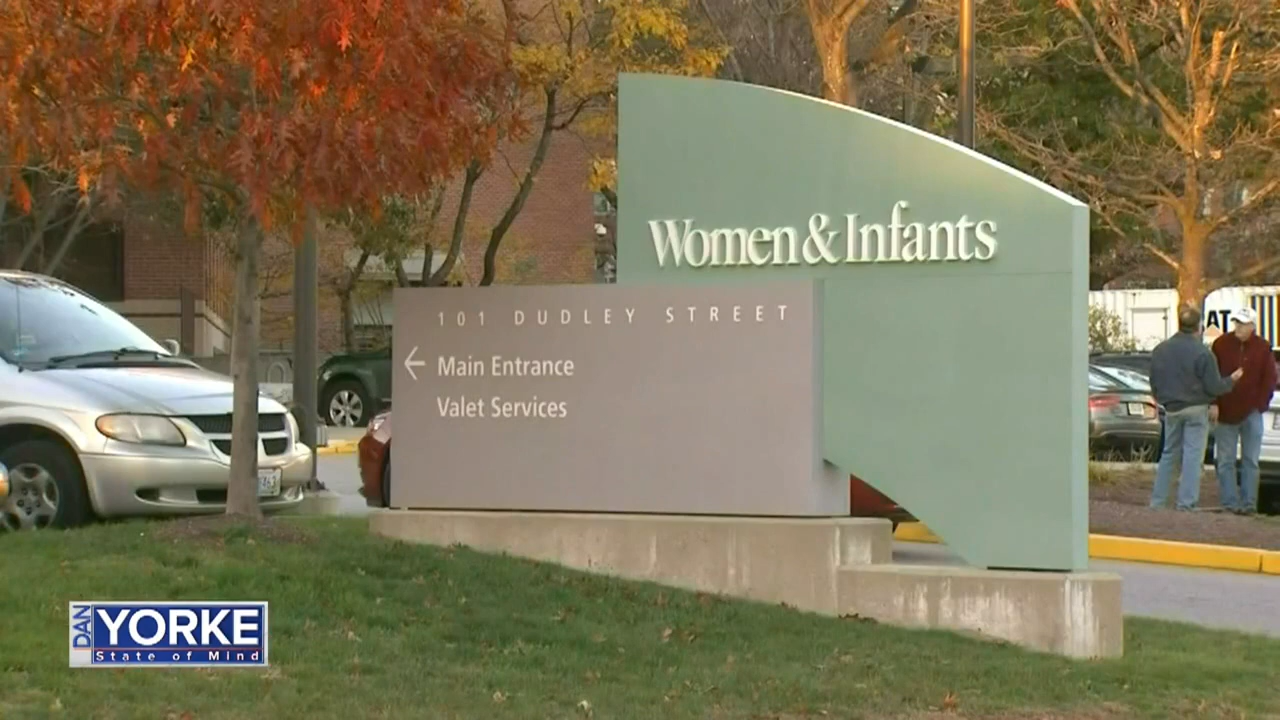 Women & Infants
101 DUDLEY STREET
← Main Entrance
Valet Services
DAN
YORKE
State of Mind